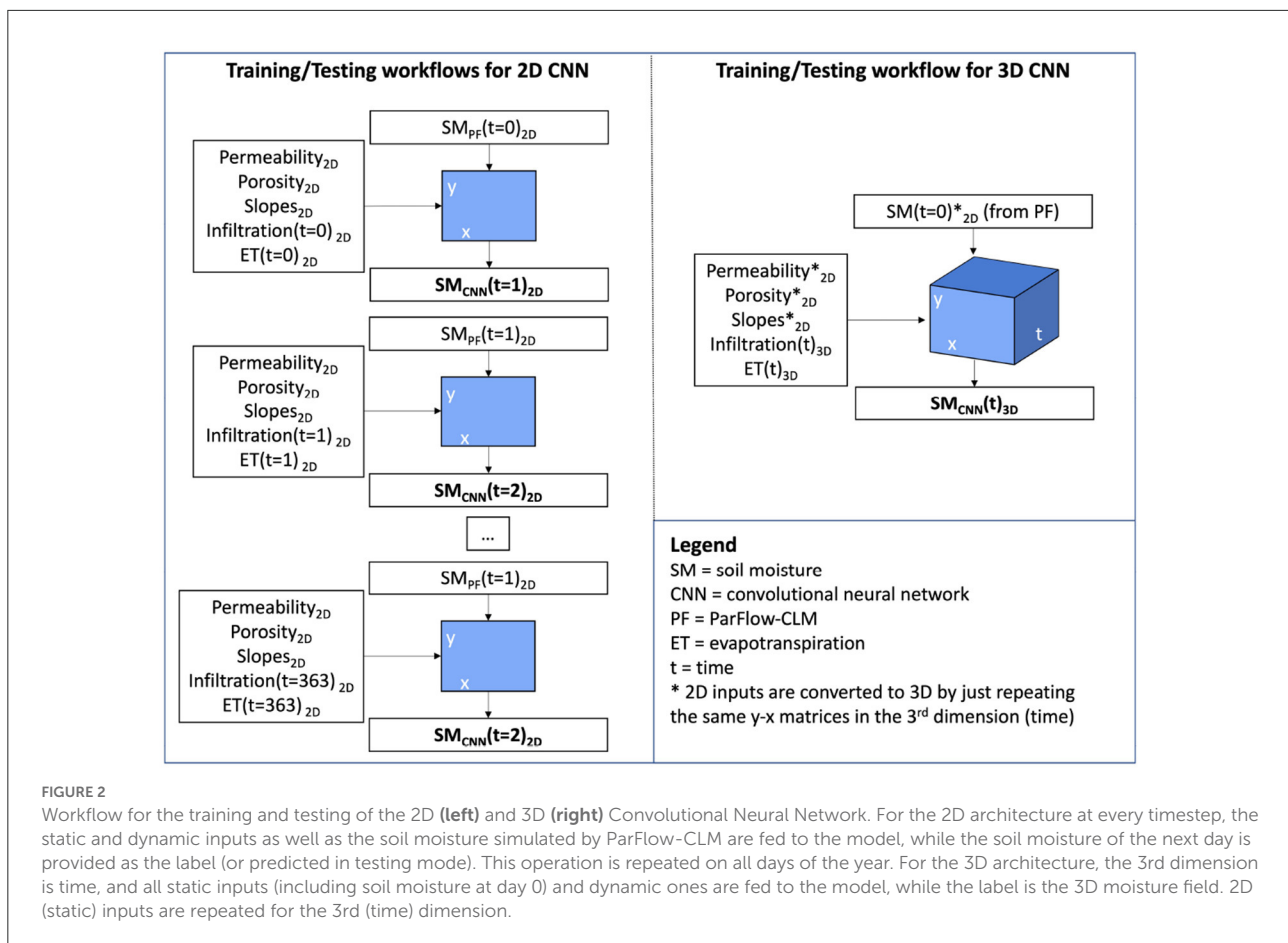 Training/Testing workflows for 2D CNN
SM_PF(t=0)_2D
Permeability_2D
Porosity_2D
Slopes_2D
Infiltration(t=0)_2D
ET(t=0)_2D
y
x
SM_CNN(t=1)_2D
SM_PF(t=1)_2D
Permeability_2D
Porosity_2D
Slopes_2D
Infiltration(t=1)_2D
ET(t=1)_2D
y
x
SM_CNN(t=2)_2D
...
SM_PF(t=1)_2D
Permeability_2D
Porosity_2D
Slopes_2D
Infiltration(t=363)_2D
ET(t=363)_2D
y
x
SM_CNN(t=2)_2D
Training/Testing workflow for 3D CNN
SM(t=0)*_2D (from PF)
Permeability*_2D
Porosity*_2D
Slopes*_2D
Infiltration(t)_3D
ET(t)_3D
y
x
t
SM_CNN(t)_3D
Legend
SM = soil moisture
CNN = convolutional neural network
PF = ParFlow-CLM
ET = evapotranspiration
t = time
* 2D inputs are converted to 3D by just repeating
the same y-x matrices in the 3rd dimension (time)
FIGURE 2
Workflow for the training and testing of the 2D (left) and 3D (right) Convolutional Neural Network. For the 2D architecture at every timestep, the
static and dynamic inputs as well as the soil moisture simulated by ParFlow-CLM are fed to the model, while the soil moisture of the next day is
provided as the label (or predicted in testing mode). This operation is repeated on all days of the year. For the 3D architecture, the 3rd dimension
is time, and all static inputs (including soil moisture at day 0) and dynamic ones are fed to the model, while the label is the 3D moisture field. 2D
(static) inputs are repeated for the 3rd (time) dimension.